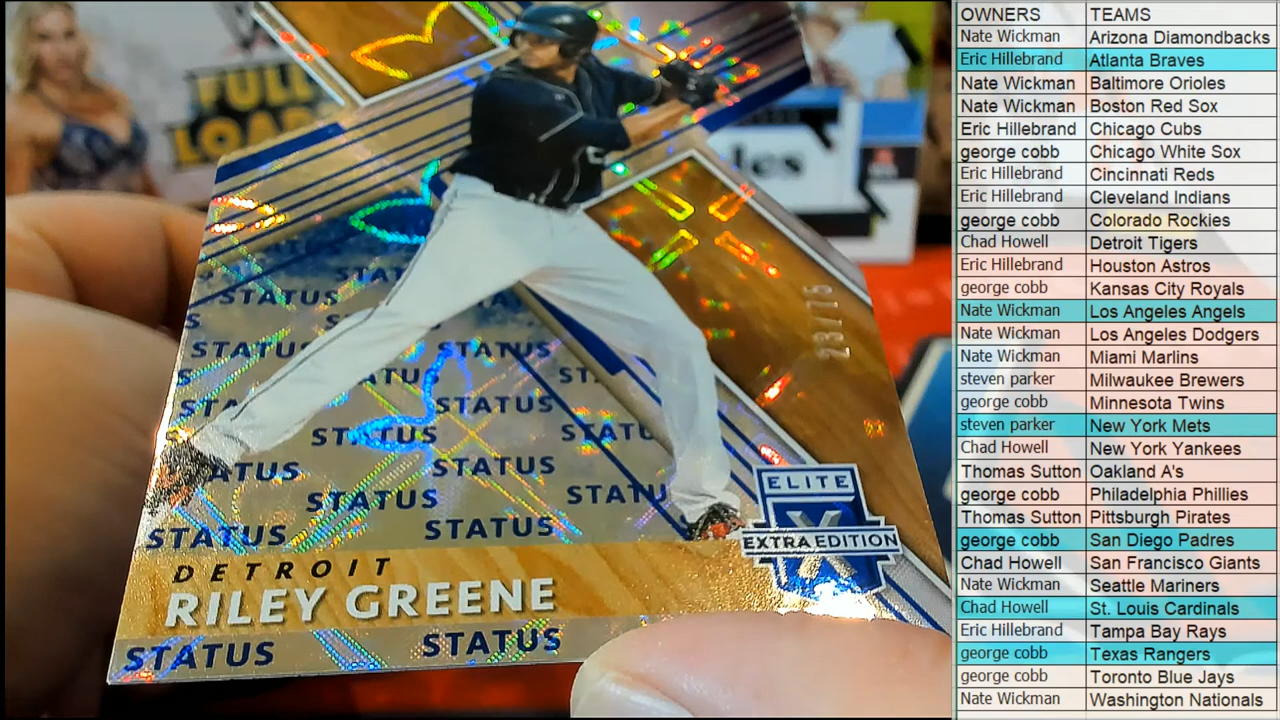 FULL
23/75
STATUS
STATUS STATUS
STATUS
STATUS STATUS
STATUS
STATUS STATUS
STATUS
STATUS STATUS
DETROIT
RILEY GREENE
STATUS STATUS
ELITE
X
EXTRA EDITION
OWNERS TEAMS
Nate Wickman Arizona Diamondbacks
Eric Hillebrand Atlanta Braves
Nate Wickman Baltimore Orioles
Nate Wickman Boston Red Sox
Eric Hillebrand Chicago Cubs
george cobb Chicago White Sox
Eric Hillebrand Cincinnati Reds
Eric Hillebrand Cleveland Indians
george cobb Colorado Rockies
Chad Howell Detroit Tigers
Eric Hillebrand Houston Astros
george cobb Kansas City Royals
Nate Wickman Los Angeles Angels
Nate Wickman Los Angeles Dodgers
Nate Wickman Miami Marlins
steven parker Milwaukee Brewers
george cobb Minnesota Twins
steven parker New York Mets
Chad Howell New York Yankees
Thomas Sutton Oakland A's
george cobb Philadelphia Phillies
Thomas Sutton Pittsburgh Pirates
george cobb San Diego Padres
Chad Howell San Francisco Giants
Nate Wickman Seattle Mariners
Chad Howell St. Louis Cardinals
Eric Hillebrand Tampa Bay Rays
george cobb Texas Rangers
george cobb Toronto Blue Jays
Nate Wickman Washington Nationals